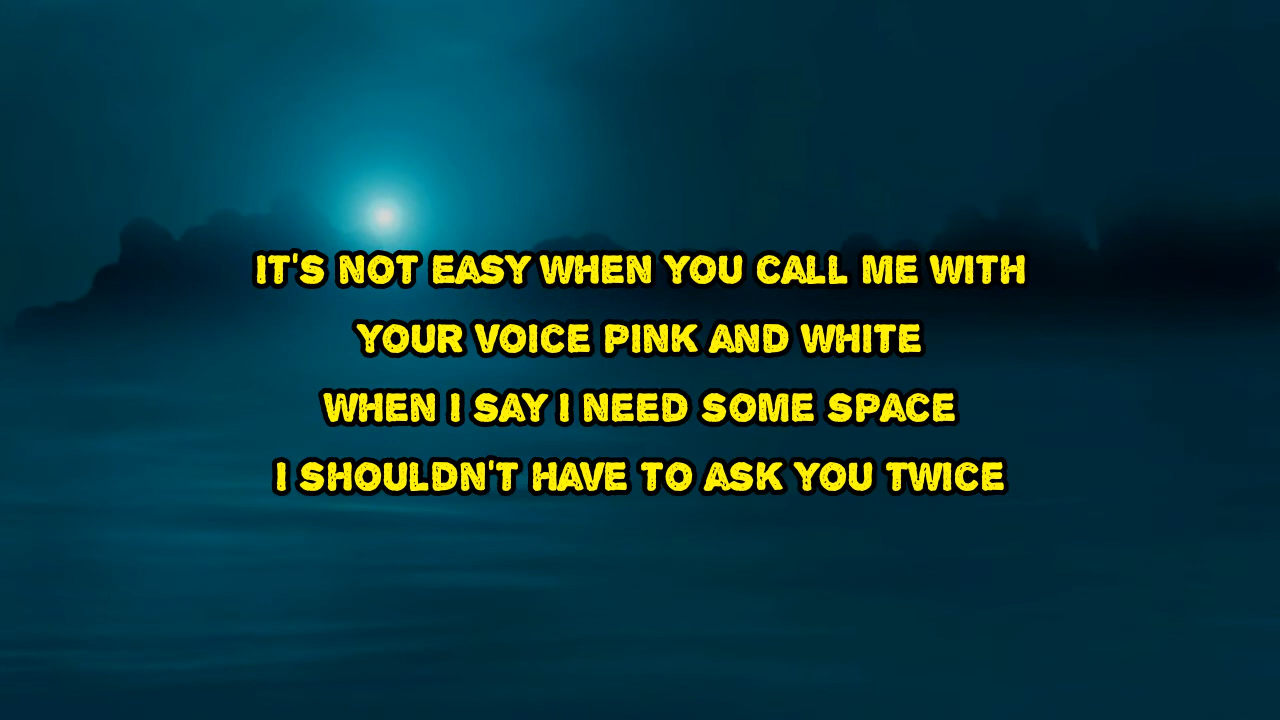 IT'S NOT EASY WHEN YOU CALL ME WITH
YOUR VOICE PINK AND WHITE
WHEN I SAY I NEED SOME SPACE
I SHOULDN'T HAVE TO ASK YOU TWICE